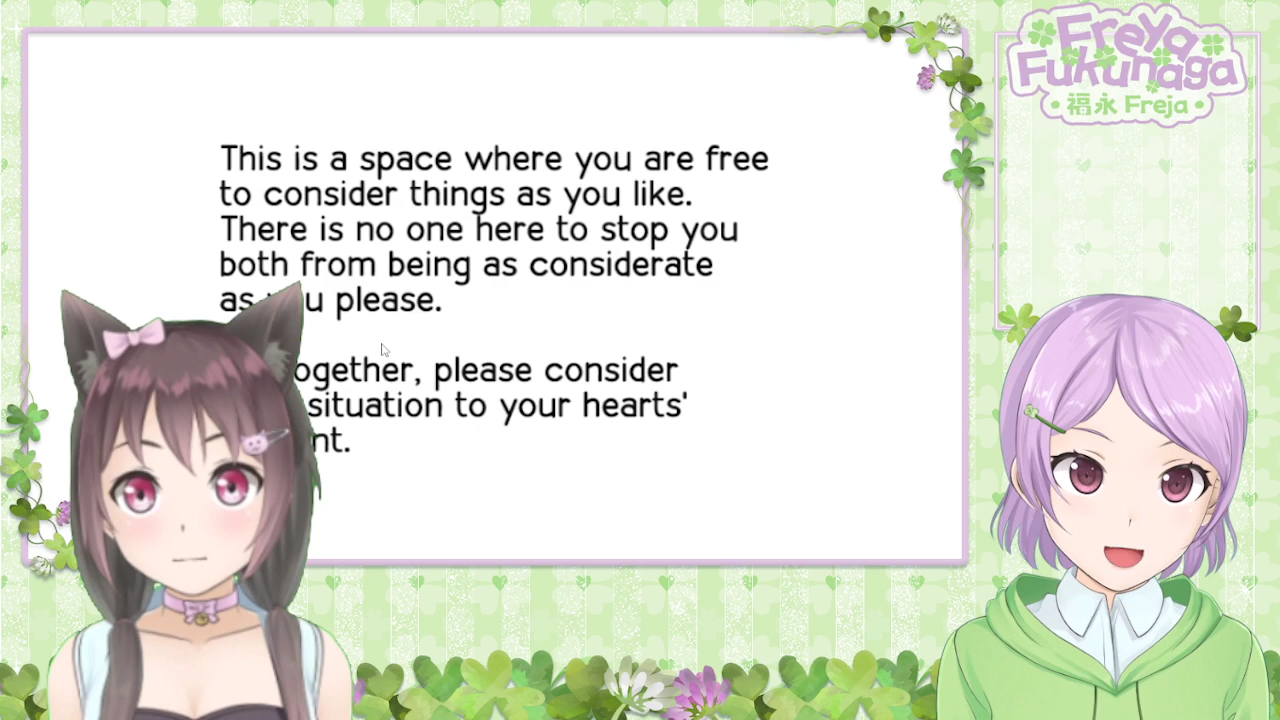 This is a space where you are free
to consider things as you like.
There is no one here to stop you
both from being as considerate
as u please.
ogether, please consider
situation to your hearts'
nt.
FreYa
Fukunaga
•福永 Freja•